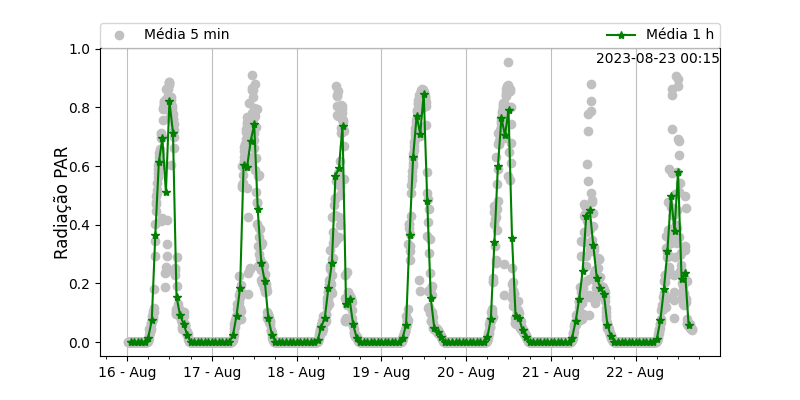 Média 5 min
Média 1 h
2023-08-23 00:15
Radiação PAR
1.0
0.8
0.6
0.4
0.2
0.0
16 - Aug 17 - Aug 18 - Aug 19 - Aug 20 - Aug 21 - Aug 22 - Aug